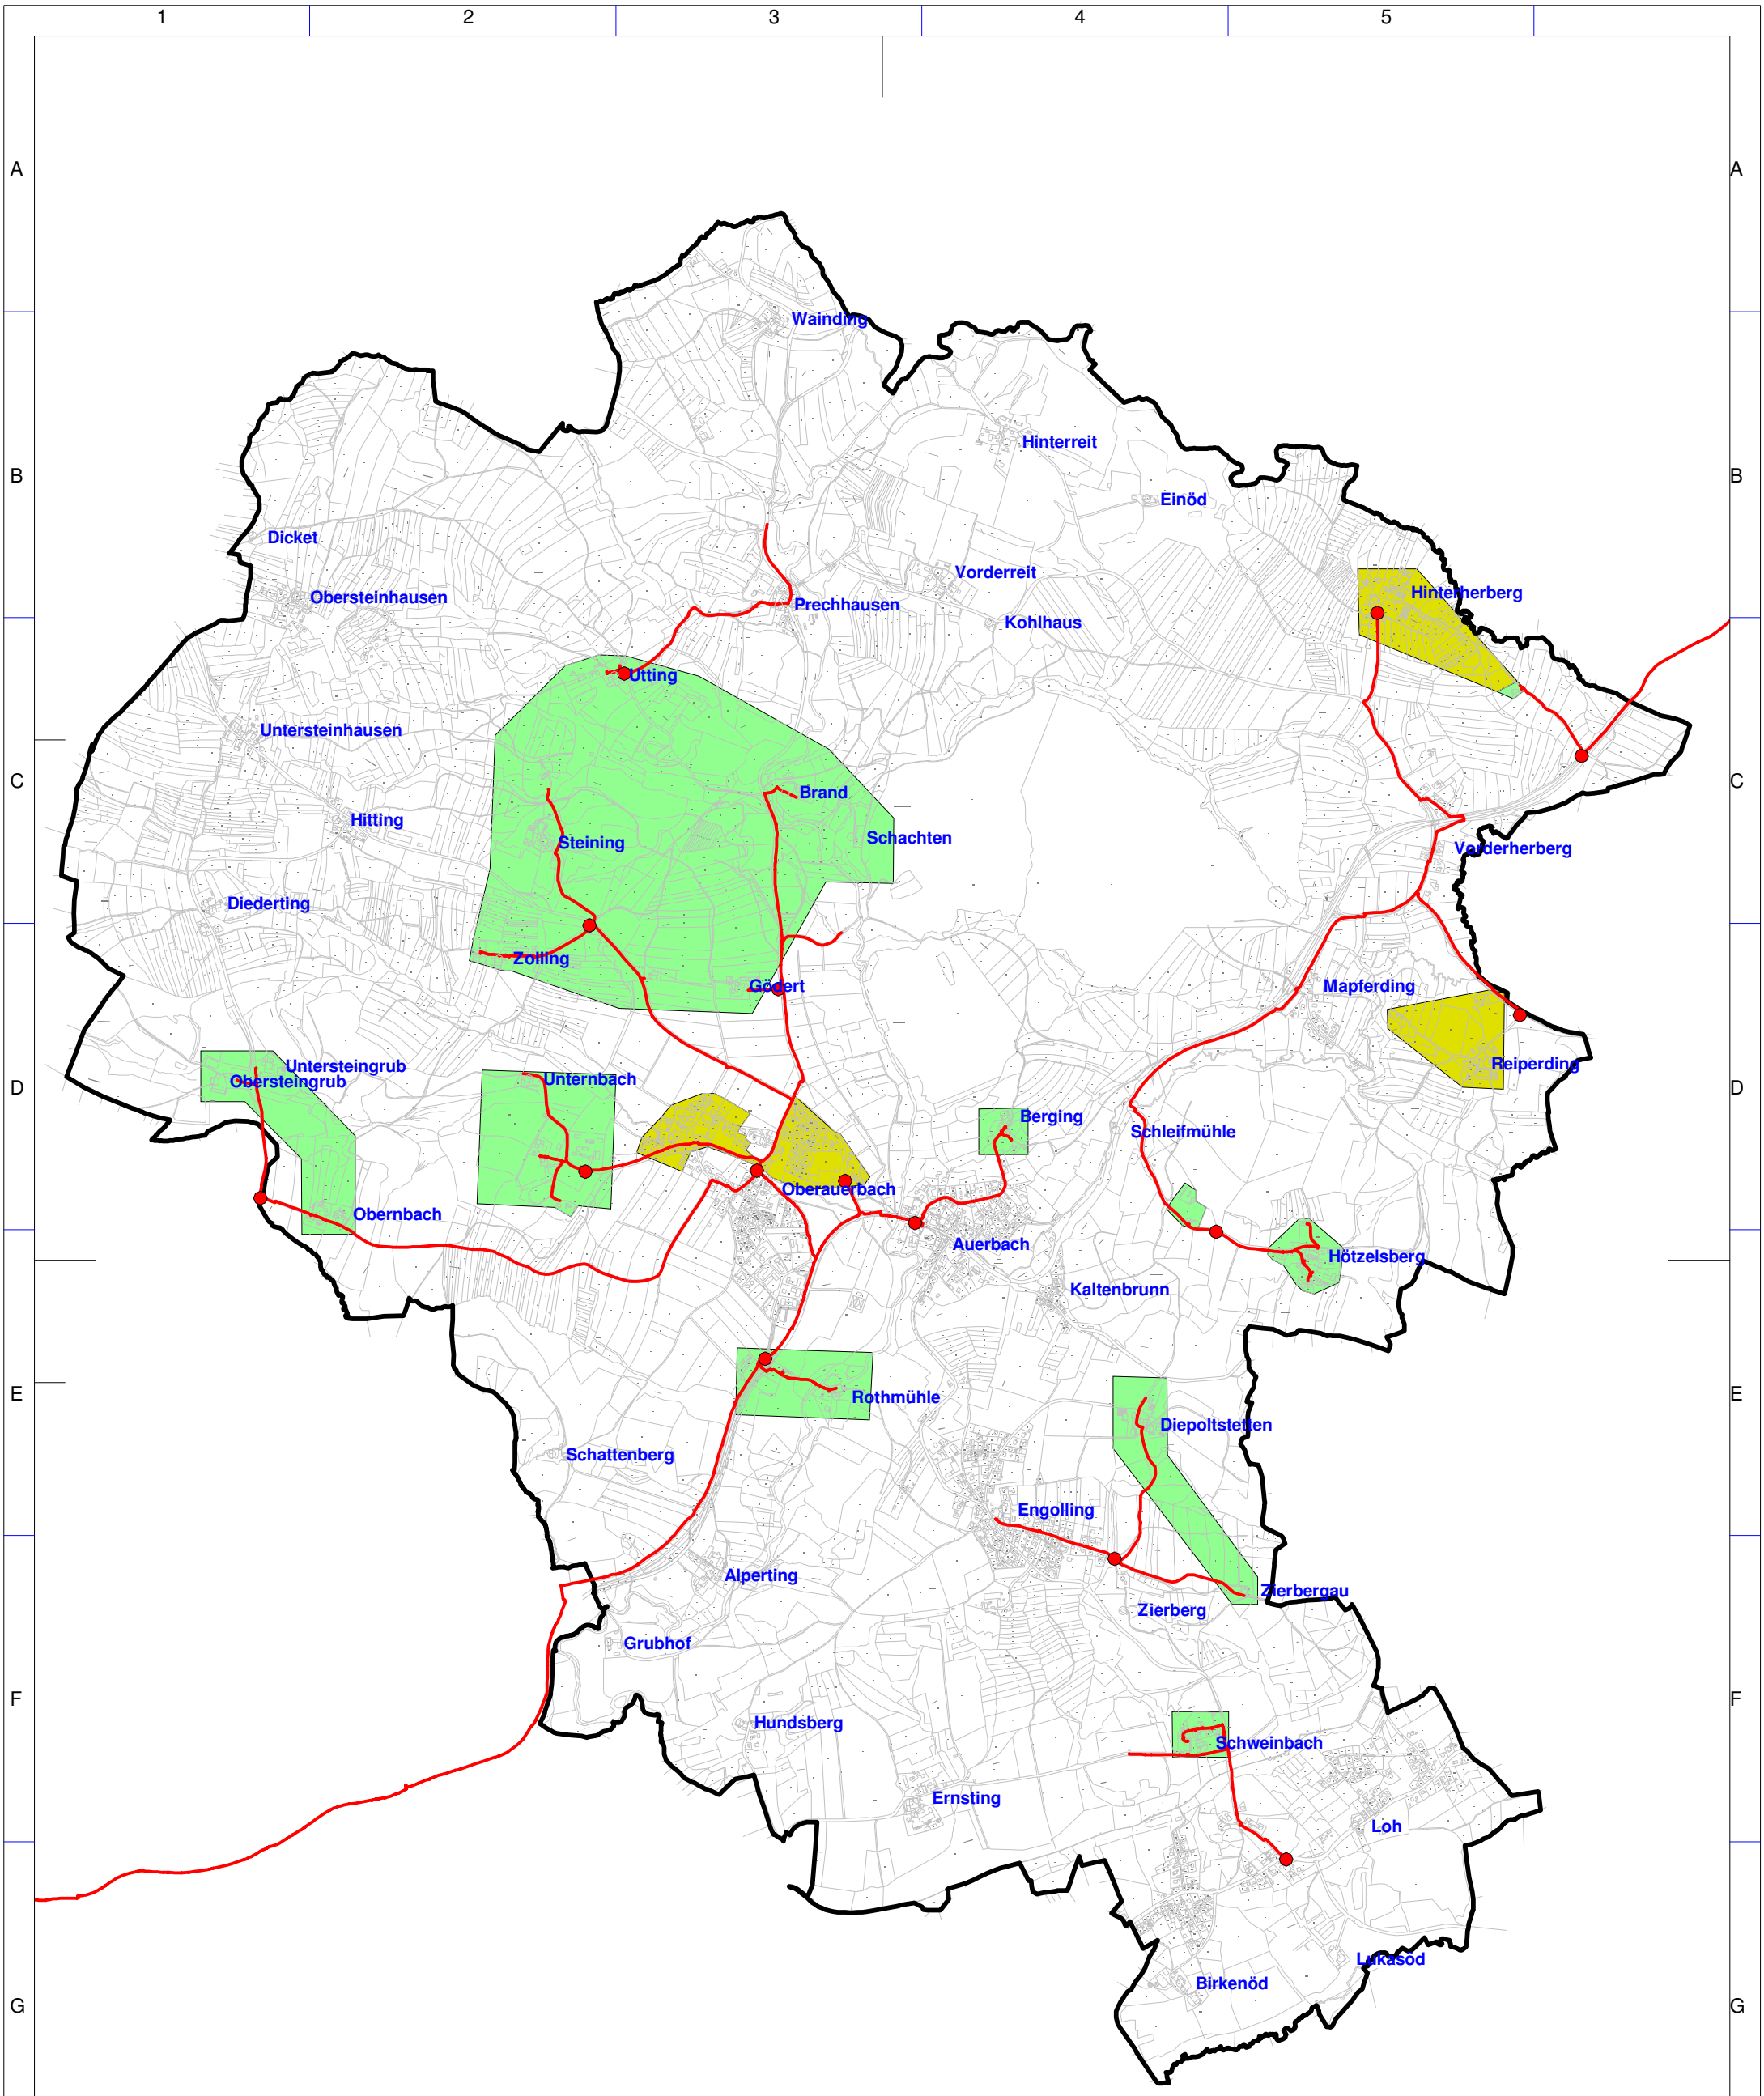 1 2 3 4 5
A A
Wainding
Hinterreit
B B
Einöd
Dicket
Vorderreit
Hinterherberg
Obersteinhausen
Prechhausen
Kohlhaus
Utting
Untersteinhausen
C C
Brand
Hitting
Schachten
Steining
Vorderherberg
Diederting
Zolling
Gödert
Mapferding
Reiperding
Untersteingrub
Unternbach
Obersteingrub
D D
Berging
Schleifmühle
Oberauerbach
Obernbach
Auerbach
Hötzelsberg
Kaltenbrunn
E E
Rothmühle
Diepoltstetten
Schattenberg
Engolling
Alperting
Zierbergau
Zierberg
Grubhof
F F
Hundsberg
Schweinbach
Ernsting
Loh
Lukasöd
Birkenöd
G G